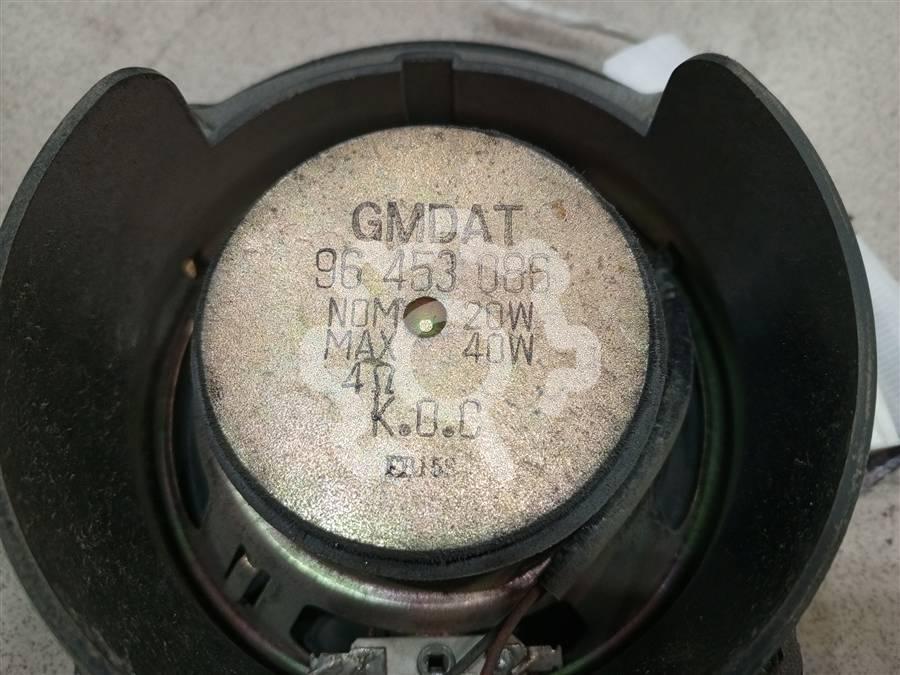 GMDAT
96 453 086
NOM 20W
MAX 40W
4Ω
K.O.C